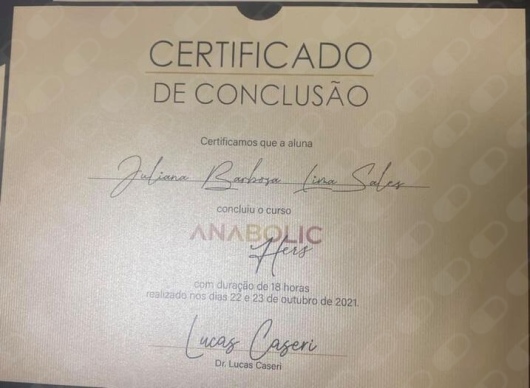 CERTIFICADO
DE CONCLUSÃO
Certificamos que a aluna
Juliana Barbosa Lima Sales
concluiu o curso
ANABOLIC
Hers
com duração de 18 horas
realizado nos dias 22 e 23 de outubro de 2021.
Lucas Caseri
Dr. Lucas Caseri